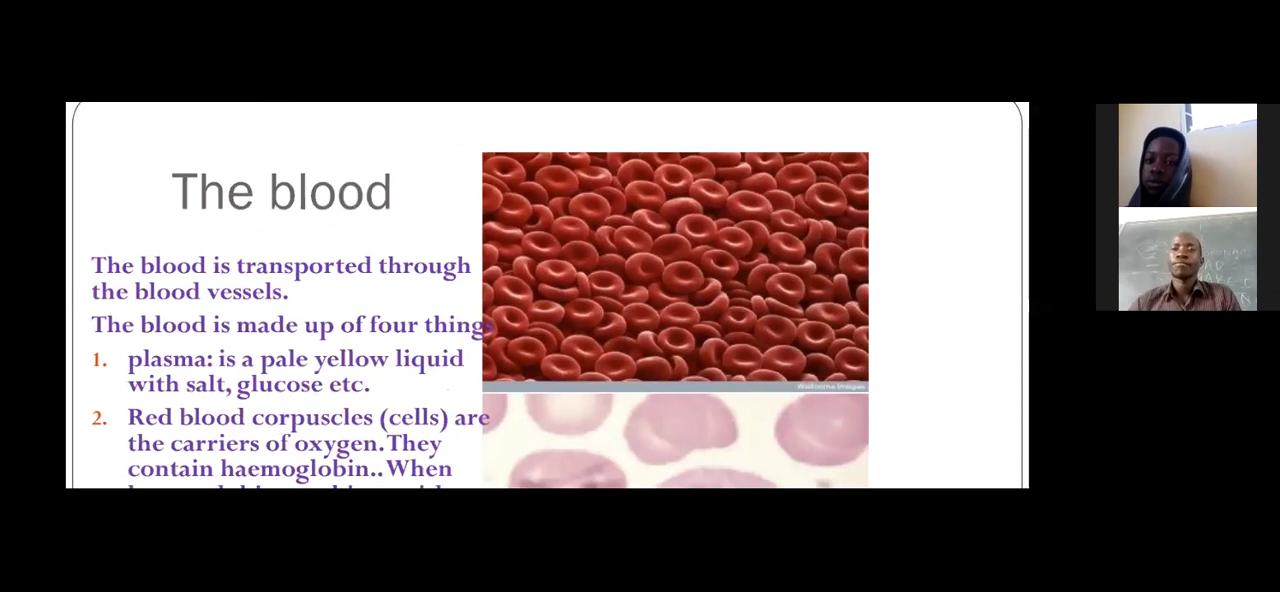 The blood
The blood is transported through
the blood vessels.
The blood is made up of four things
1. plasma: is a pale yellow liquid
with salt, glucose etc.
2. Red blood corpuscles (cells) are
the carriers of oxygen. They
contain haemoglobin.. When
Wellcome Images